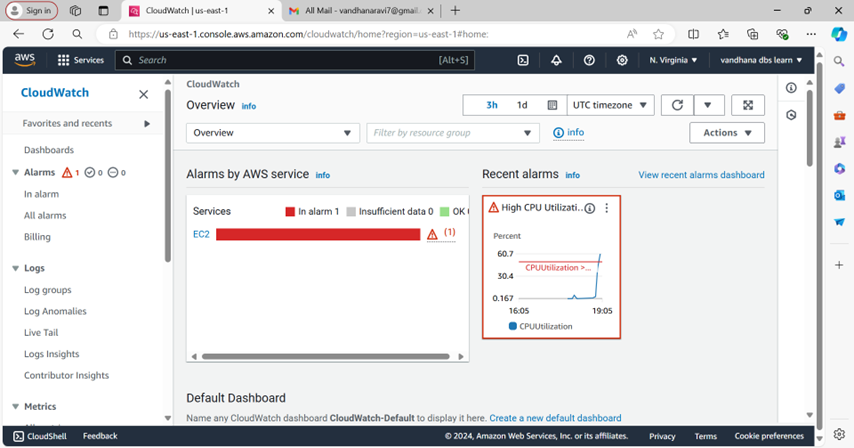 Sign in
CloudWatch | us-east-1
All Mail - vandhanaravi7@gmail.
https://us-east-1.console.aws.amazon.com/cloudwatch/home?region=us-east-1#home:
aws
Services
Search
[Alt+S]
N. Virginia
vandhana dbs learn
CloudWatch
Favorites and recents
Dashboards
Alarms 1 0 0
In alarm
All alarms
Billing
Logs
Log groups
Log Anomalies
Live Tail
Logs Insights
Contributor Insights
Metrics
CloudWatch
Overview info
3h 1d UTC timezone
Overview
Filter by resource group
info
Actions
Alarms by AWS service info
Services In alarm 1 Insufficient data 0 OK
EC2 (1)
Recent alarms info
View recent alarms dashboard
High CPU Utilizati...
Percent
60.7
CPUUtilization >...
30.4
0.167
16:05 19:05
CPUUtilization
Default Dashboard
Name any CloudWatch dashboard CloudWatch-Default to display it here. Create a new default dashboard
CloudShell Feedback © 2024, Amazon Web Services, Inc. or its affiliates. Privacy Terms Cookie preferences